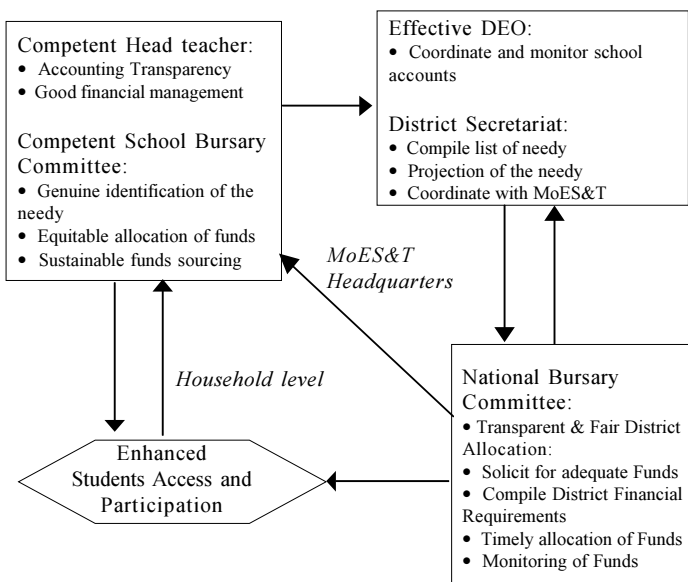 Competent Head teacher:
• Accounting Transparency
• Good financial management
Competent School Bursary
Committee:
• Genuine identification of the
needy
• Equitable allocation of funds
• Sustainable funds sourcing
Effective DEO:
• Coordinate and monitor school
accounts
District Secretariat:
• Compile list of needy
• Projection of the needy
• Coordinate with MoES&T
MoES&T
Headquarters
Household level
Enhanced
Students Access and
Participation
National Bursary
Committee:
• Transparent & Fair District
Allocation:
• Solicit for adequate Funds
• Compile District Financial
Requirements
• Timely allocation of Funds
• Monitoring of Funds